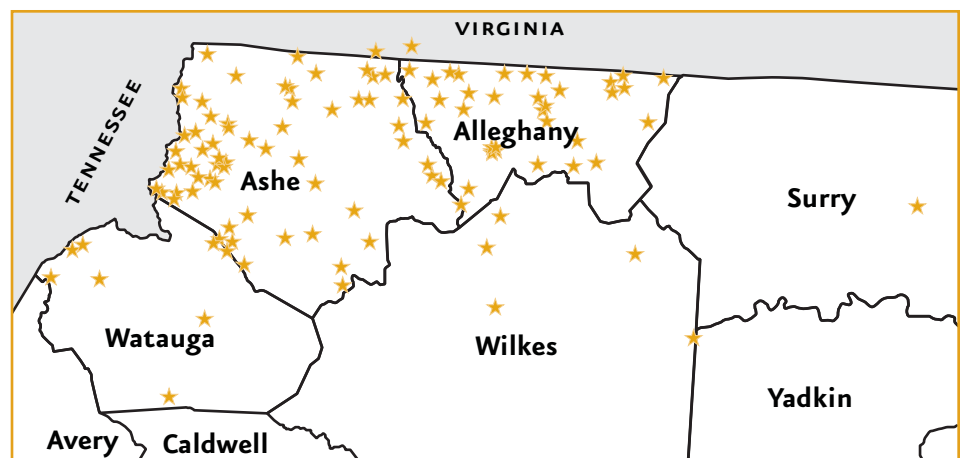 VIRGINIA
TENNESSEE
Alleghany
Ashe
Surry
Watauga
Wilkes
Yadkin
Avery
Caldwell